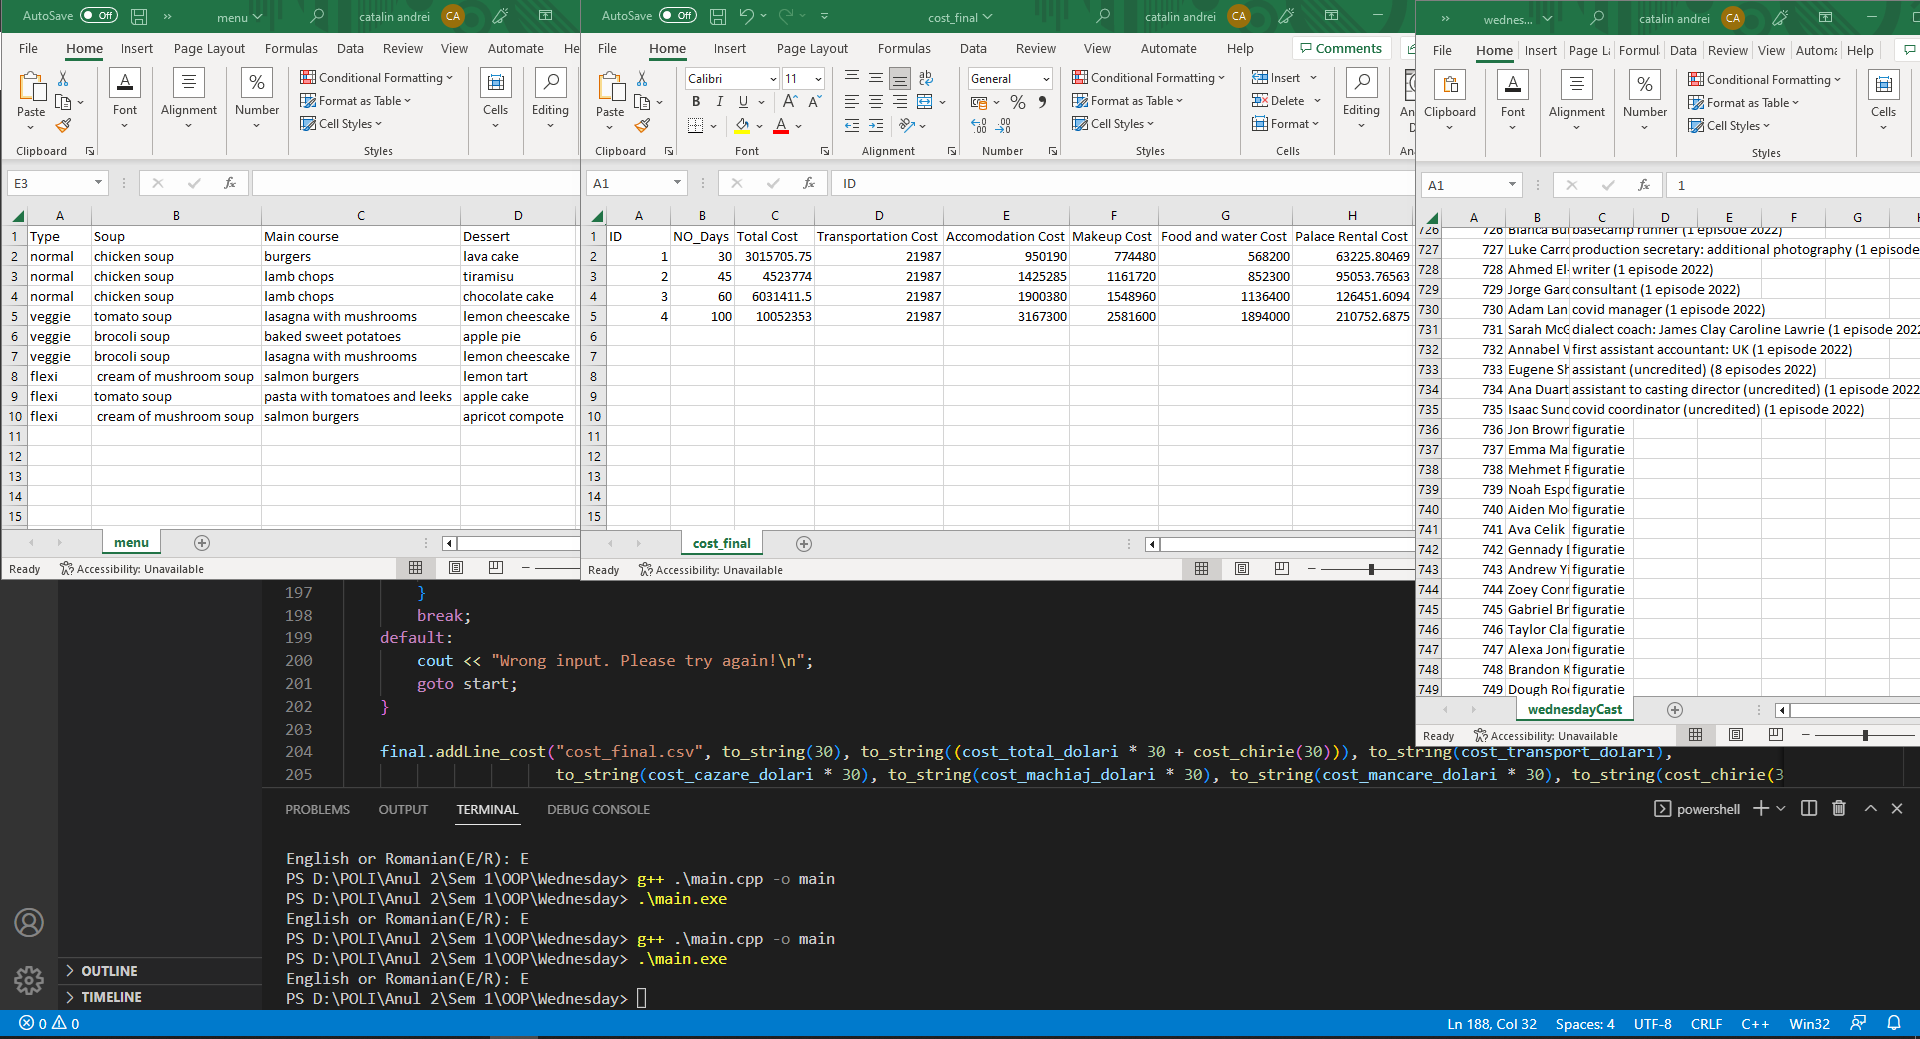 AutoSave Off menu catalin andrei CA
File Home Insert Page Layout Formulas Data Review View Automate He
Paste Font Alignment Number Conditional Formatting Format as Table Cell Styles Cells Editing
Clipboard Styles
E3 fx
A B C D
1 Type Soup Main course Dessert
2 normal chicken soup burgers lava cake
3 normal chicken soup lamb chops tiramisu
4 normal chicken soup lamb chops chocolate cake
5 veggie tomato soup lasagna with mushrooms lemon cheescake
6 veggie brocoli soup baked sweet potatoes apple pie
7 veggie brocoli soup lasagna with mushrooms lemon cheescake
8 flexi cream of mushroom soup salmon burgers lemon tart
9 flexi tomato soup pasta with tomatoes and leeks apple cake
10 flexi cream of mushroom soup salmon burgers apricot compote
11
12
13
14
15
menu
Ready Accessibility: Unavailable
AutoSave Off cost_final catalin andrei CA
File Home Insert Page Layout Formulas Data Review View Automate Help Comments
Paste Calibri 11 General Conditional Formatting Insert
B I U Format as Table Delete Editing
Cell Styles Format
Clipboard Font Alignment Number Styles Cells
A1 fx ID
A B C D E F G H
1 ID NO_Days Total Cost Transportation Cost Accomodation Cost Makeup Cost Food and water Cost Palace Rental Cost
2 1 30 3015705.75 21987 950190 774480 568200 63225.80469
3 2 45 4523774 21987 1425285 1161720 852300 95053.76563
4 3 60 6031411.5 21987 1900380 1548960 1136400 126451.6094
5 4 100 10052353 21987 3167300 2581600 1894000 210752.6875
6
7
8
9
10
11
12
13
14
15
cost_final
Ready Accessibility: Unavailable
wednes... catalin andrei CA
File Home Insert Page La Formul Data Review View Automa Help
Clipboard Font Alignment Number Conditional Formatting Format as Table Cell Styles Cells
Styles
A1 fx 1
A B C D E F G
726 726 Bianca Bu basecamp runner (1 episode 2022)
727 727 Luke Carro production secretary: additional photography (1 episode
728 728 Ahmed El- writer (1 episode 2022)
729 729 Jorge Garc consultant (1 episode 2022)
730 730 Adam Lan covid manager (1 episode 2022)
731 731 Sarah McG dialect coach: James Clay Caroline Lawrie (1 episode 2022
732 732 Annabel V first assistant accountant: UK (1 episode 2022)
733 733 Eugene Sh assistant (uncredited) (8 episodes 2022)
734 734 Ana Duart assistant to casting director (uncredited) (1 episode 2022
735 735 Isaac Sund covid coordinator (uncredited) (1 episode 2022)
736 736 Jon Brown figuratie
737 737 Emma Ma figuratie
738 738 Mehmet F figuratie
739 739 Noah Espo figuratie
740 740 Aiden Mo figuratie
741 741 Ava Celik figuratie
742 742 Gennady figuratie
743 743 Andrew Yi figuratie
744 744 Zoey Conn figuratie
745 745 Gabriel Br figuratie
746 746 Taylor Cla figuratie
747 747 Alexa Jon figuratie
748 748 Brandon K figuratie
749 749 Dough Ro figuratie
wednesdayCast
Ready Accessibility: Unavailable
197 }
198 break;
199 default:
200 cout << "Wrong input. Please try again!\n";
201 goto start;
202 }
203
204 final.addLine_cost("cost_final.csv", to_string(30), to_string((cost_total_dolari * 30 + cost_chirie(30))), to_string(cost_transport_dolari),
205 to_string(cost_cazare_dolari * 30), to_string(cost_machiaj_dolari * 30), to_string(cost_mancare_dolari * 30), to_string(cost_chirie(3
PROBLEMS OUTPUT TERMINAL DEBUG CONSOLE powershell
English or Romanian(E/R): E
PS D:\POLI\Anul 2\Sem 1\OOP\Wednesday> g++ .\main.cpp -o main
PS D:\POLI\Anul 2\Sem 1\OOP\Wednesday> .\main.exe
English or Romanian(E/R): E
PS D:\POLI\Anul 2\Sem 1\OOP\Wednesday> g++ .\main.cpp -o main
PS D:\POLI\Anul 2\Sem 1\OOP\Wednesday> .\main.exe
English or Romanian(E/R): E
PS D:\POLI\Anul 2\Sem 1\OOP\Wednesday>
OUTLINE
TIMELINE
0 0 Ln 188, Col 32 Spaces: 4 UTF-8 CRLF C++ Win32